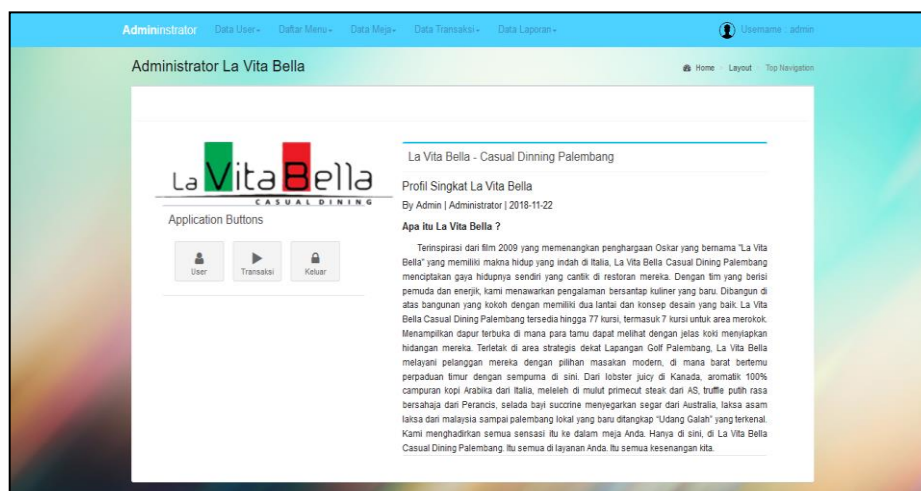 Admininstrator Data User Daftar Menu Data Meja Data Transaksi Data Laporan Username : admin
Administrator La Vita Bella
Home Layout Top Navigation
La Vita Bella
CASUAL DINING
Application Buttons
User Transaksi Keluar
La Vita Bella - Casual Dinning Palembang
Profil Singkat La Vita Bella
By Admin | Administrator | 2018-11-22
Apa itu La Vita Bella ?
Terinspirasi dari film 2009 yang memenangkan penghargaan Oskar yang bernama "La Vita
Bella" yang memiliki makna hidup yang indah di Italia, La Vita Bella Casual Dining Palembang
menciptakan gaya hidupnya sendiri yang cantik di restoran mereka. Dengan tim yang berisi
pemuda dan enerjik, kami menawarkan pengalaman bersantap kuliner yang baru. Dibangun di
atas bangunan yang kokoh dengan memiliki dua lantai dan konsep desain yang baik. La Vita
Bella Casual Dining Palembang tersedia hingga 77 kursi, termasuk 7 kursi untuk area merokok.
Menampilkan dapur terbuka di mana para tamu dapat melihat dengan jelas koki menyiapkan
hidangan mereka. Terletak di area strategis dekat Lapangan Golf Palembang, La Vita Bella
melayani pelanggan mereka dengan pilihan masakan modern, di mana barat bertemu
perpaduan timur dengan sempurna di sini. Dari lobster juicy di Kanada, aromatik 100%
campuran kopi Arabika dari Italia, meleleh di mulut primecut steak dari AS, truffle putih rasa
bersahaja dari Perancis, selada bayi succrine menyegarkan segar dari Australia, laksa asam
laksa dari malaysia sampai palembang lokal yang baru ditangkap "Udang Galah" yang terkenal.
Kami menghadirkan semua sensasi itu ke dalam meja Anda. Hanya di sini, di La Vita Bella
Casual Dining Palembang. Itu semua di layanan Anda. Itu semua kesenangan kita.